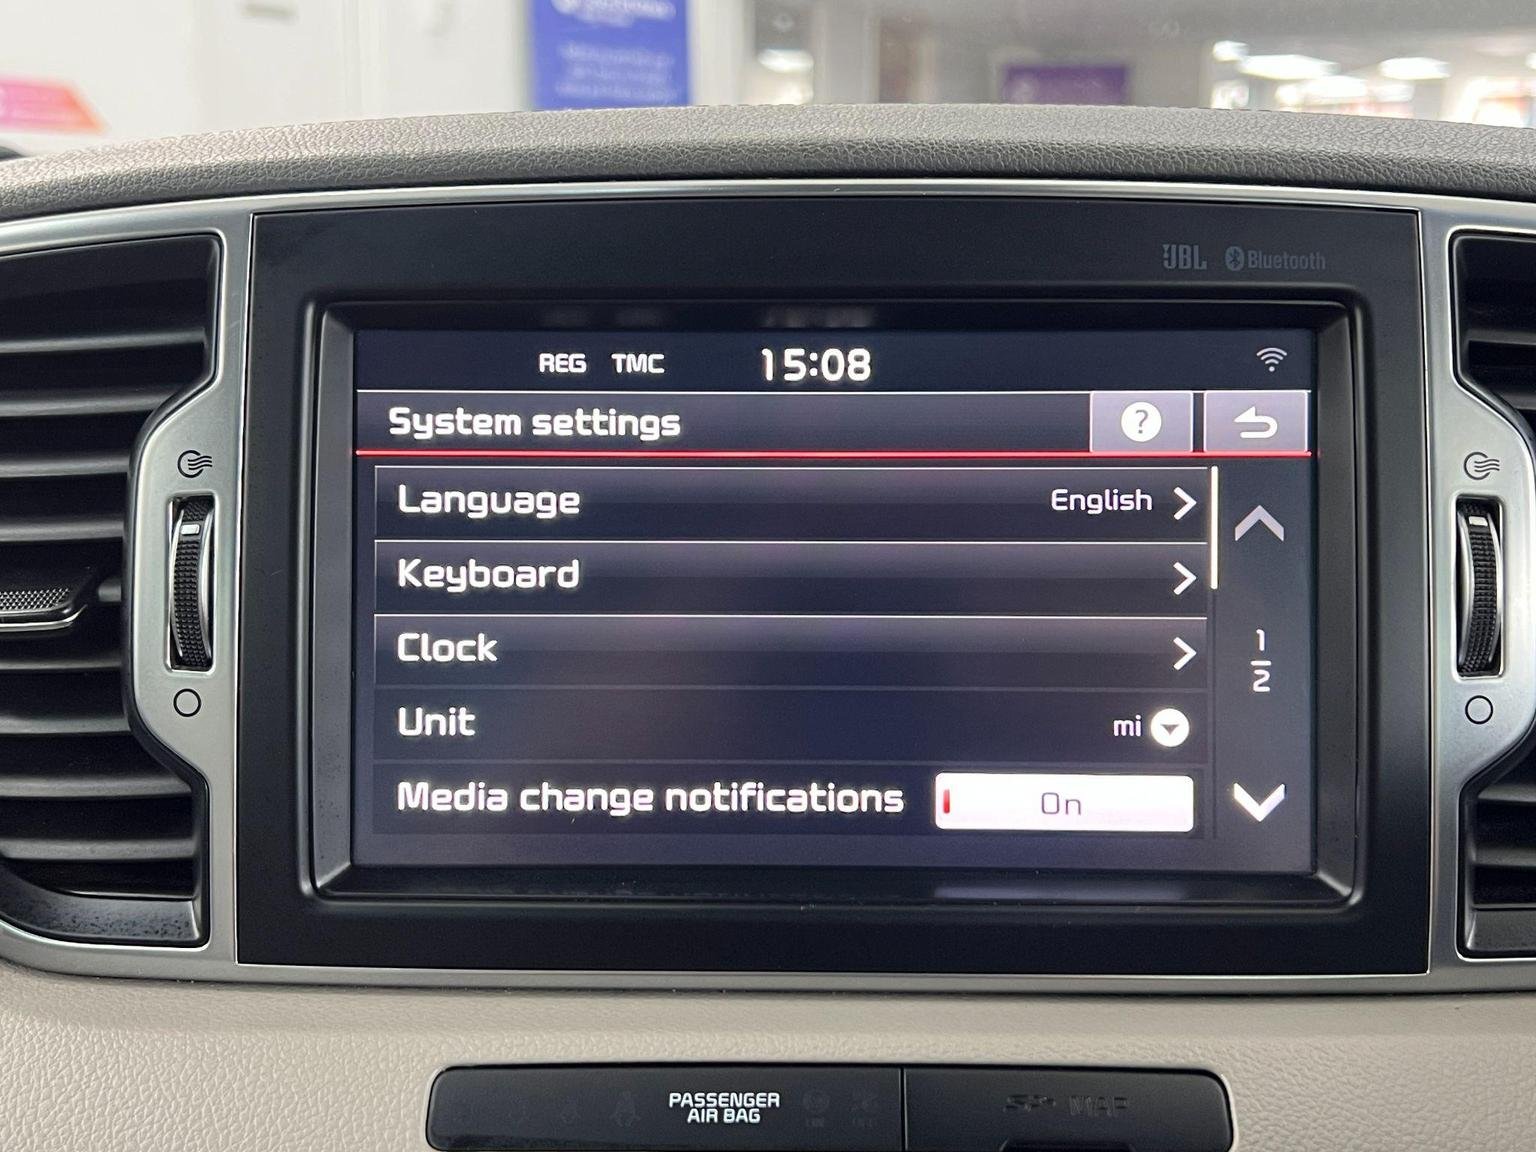 JBL Bluetooth
REG TMC 15:08
System settings ?
Language English
Keyboard
Clock
1
2
Unit mi
Media change notifications On
PASSENGER
AIR BAG
MAP